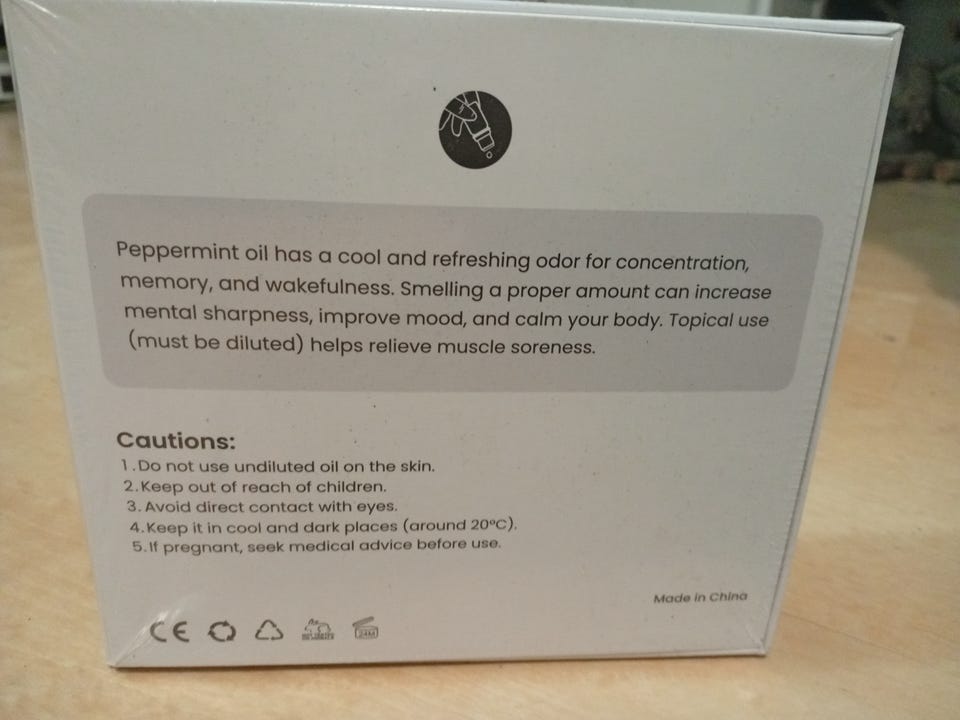 Peppermint oil has a cool and refreshing odor for concentration,
memory, and wakefulness. Smelling a proper amount can increase
mental sharpness, improve mood, and calm your body. Topical use
(must be diluted) helps relieve muscle soreness.
Cautions:
1.Do not use undiluted oil on the skin.
2.Keep out of reach of children.
3.Avoid direct contact with eyes.
4.Keep it in cool and dark places (around 20°C).
5.If pregnant, seek medical advice before use.
Made in China
CE
24M